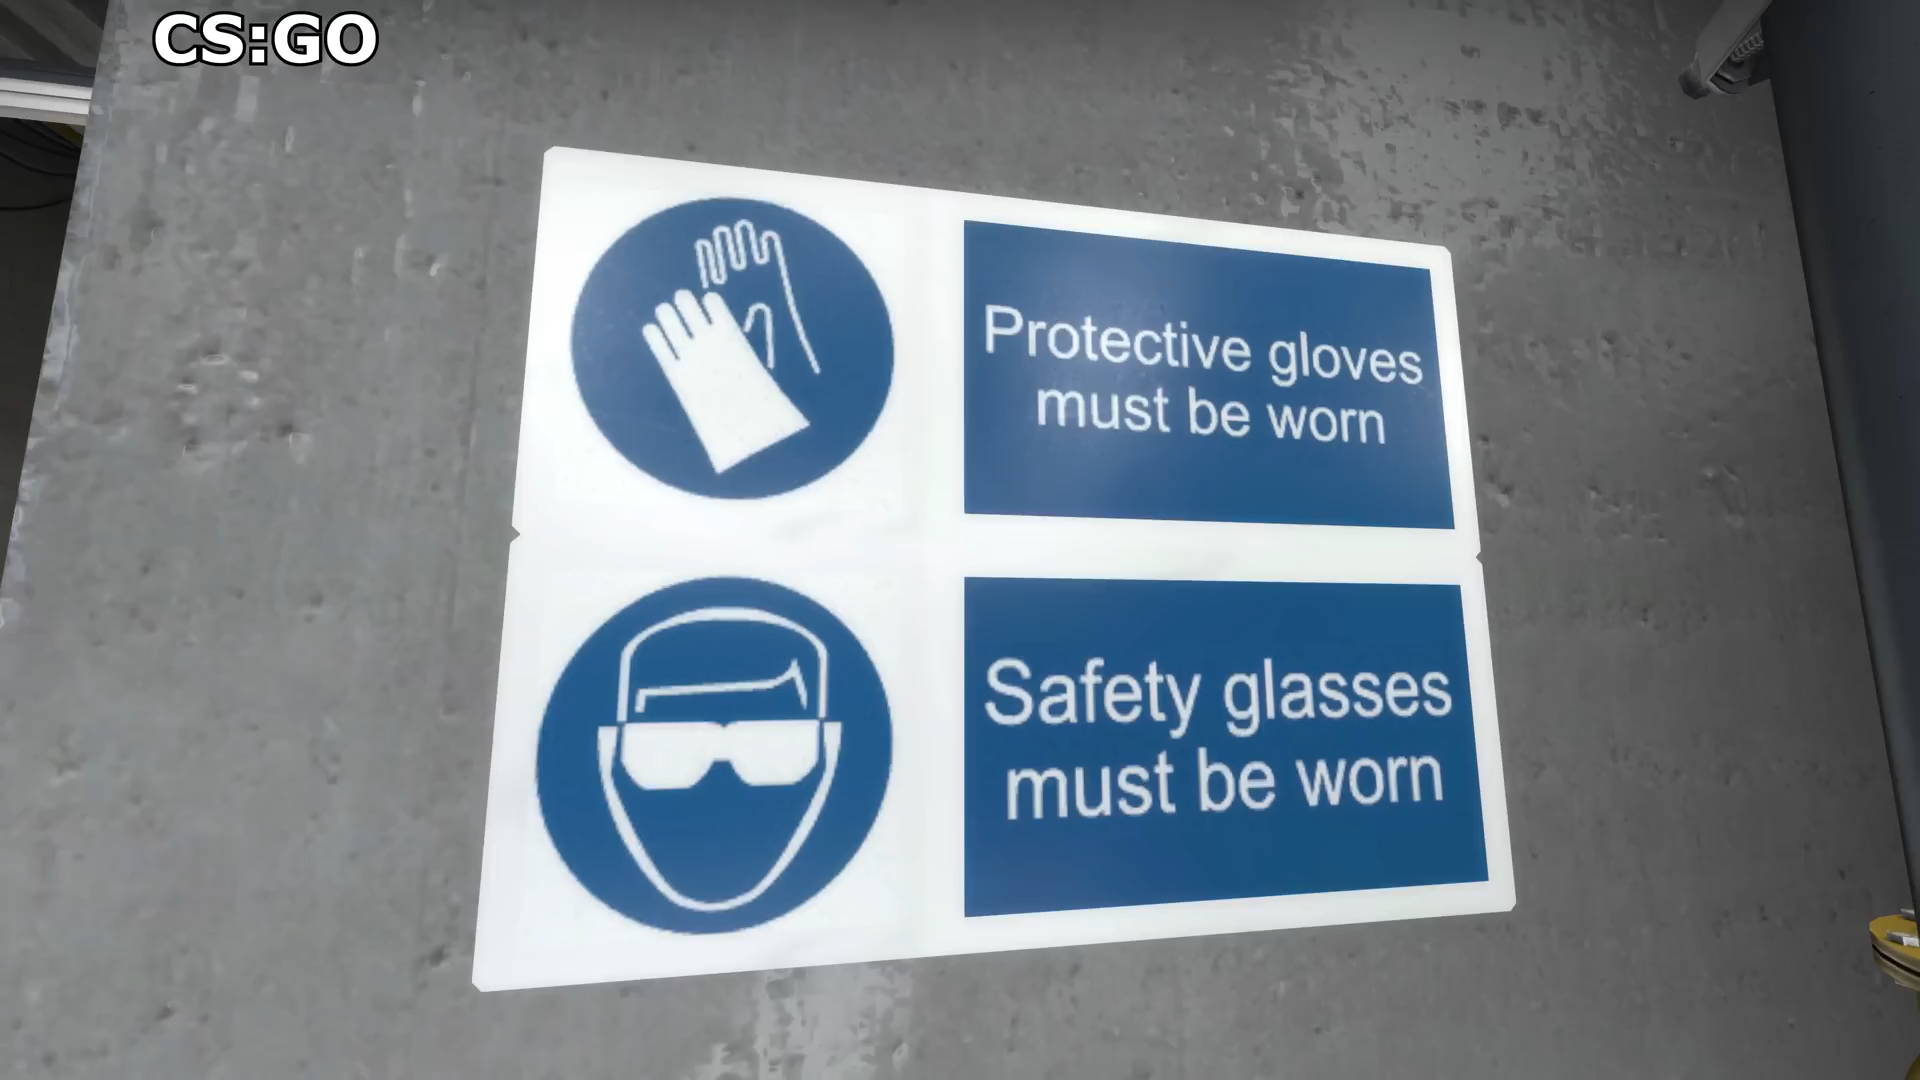 CS:GO
Protective gloves
must be worn
Safety glasses
must be worn